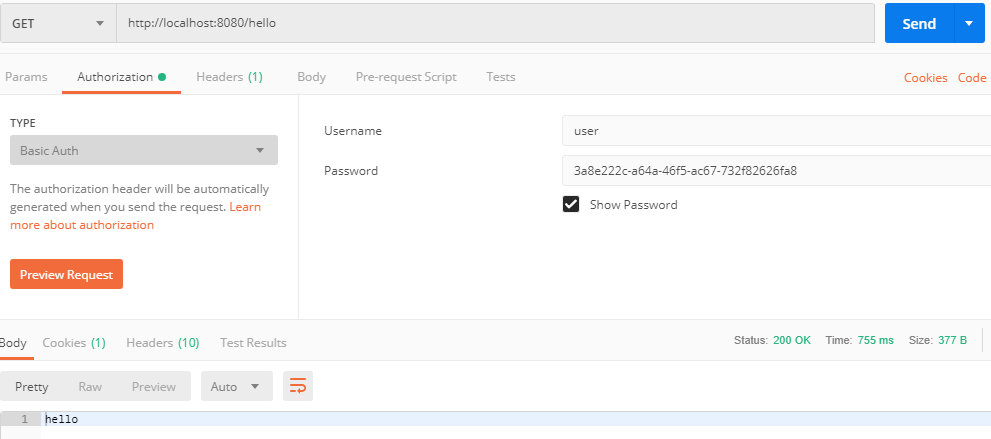 GET http://localhost:8080/hello Send
Params Authorization Headers (1) Body Pre-request Script Tests Cookies Code
TYPE
Basic Auth
The authorization header will be automatically
generated when you send the request. Learn
more about authorization
Preview Request
Username user
Password 3a8e222c-a64a-46f5-ac67-732f82626fa8
Show Password
Body Cookies (1) Headers (10) Test Results Status: 200 OK Time: 755 ms Size: 377 B
Pretty Raw Preview Auto
1 hello